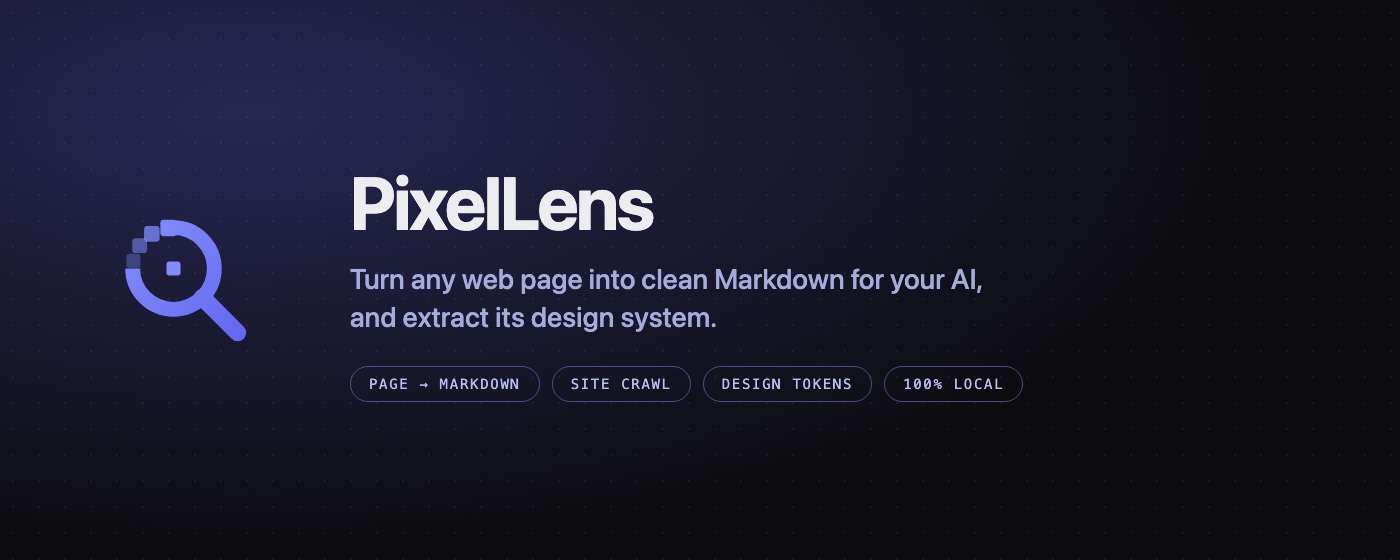 PixelLens
Turn any web page into clean Markdown for your AI,
and extract its design system.
PAGE → MARKDOWN
SITE CRAWL
DESIGN TOKENS
100% LOCAL